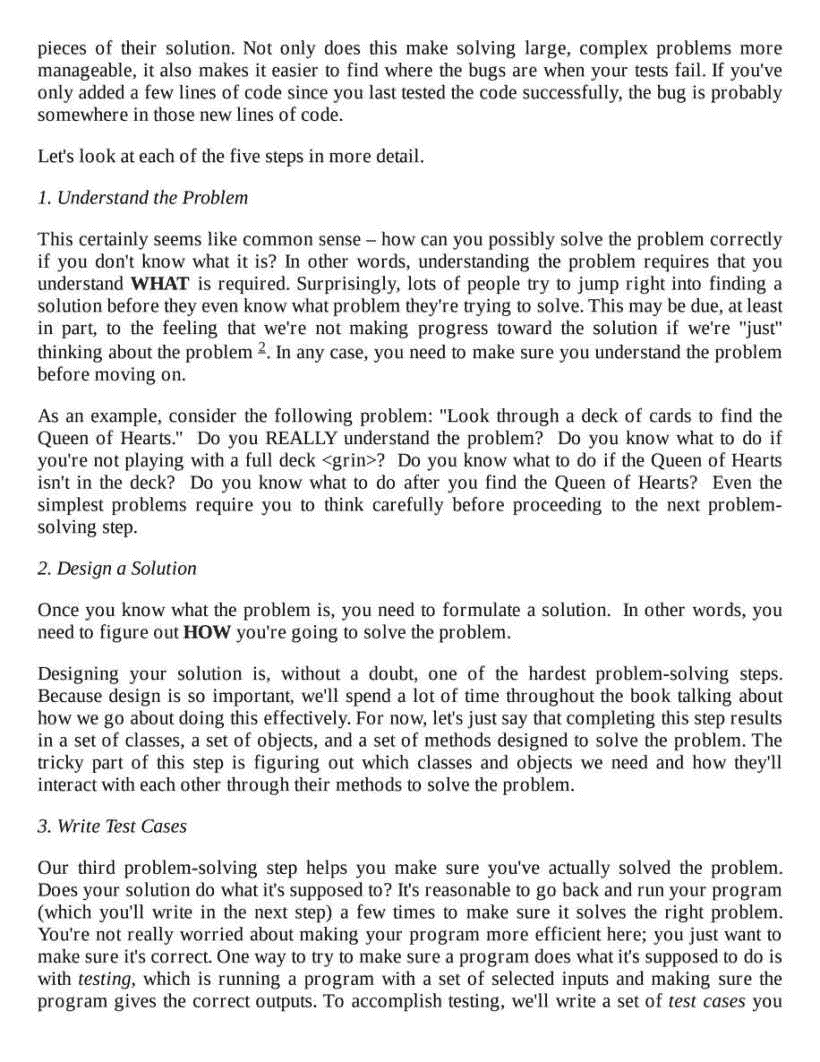 pieces of their solution. Not only does this make solving large, complex problems more
manageable, it also makes it easier to find where the bugs are when your tests fail. If you've
only added a few lines of code since you last tested the code successfully, the bug is probably
somewhere in those new lines of code.
Let's look at each of the five steps in more detail.
1. Understand the Problem
This certainly seems like common sense – how can you possibly solve the problem correctly
if you don't know what it is? In other words, understanding the problem requires that you
understand WHAT is required. Surprisingly, lots of people try to jump right into finding a
solution before they even know what problem they're trying to solve. This may be due, at least
in part, to the feeling that we're not making progress toward the solution if we're "just"
thinking about the problem 2. In any case, you need to make sure you understand the problem
before moving on.
As an example, consider the following problem: "Look through a deck of cards to find the
Queen of Hearts."  Do you REALLY understand the problem?  Do you know what to do if
you're not playing with a full deck <grin>?  Do you know what to do if the Queen of Hearts
isn't in the deck?  Do you know what to do after you find the Queen of Hearts?  Even the
simplest problems require you to think carefully before proceeding to the next problem-
solving step.
2. Design a Solution
Once you know what the problem is, you need to formulate a solution.  In other words, you
need to figure out HOW you're going to solve the problem.
Designing your solution is, without a doubt, one of the hardest problem-solving steps.
Because design is so important, we'll spend a lot of time throughout the book talking about
how we go about doing this effectively. For now, let's just say that completing this step results
in a set of classes, a set of objects, and a set of methods designed to solve the problem. The
tricky part of this step is figuring out which classes and objects we need and how they'll
interact with each other through their methods to solve the problem.
3. Write Test Cases
Our third problem-solving step helps you make sure you've actually solved the problem.
Does your solution do what it's supposed to? It's reasonable to go back and run your program
(which you'll write in the next step) a few times to make sure it solves the right problem.
You're not really worried about making your program more efficient here; you just want to
make sure it's correct. One way to try to make sure a program does what it's supposed to do is
with testing, which is running a program with a set of selected inputs and making sure the
program gives the correct outputs. To accomplish testing, we'll write a set of test cases you